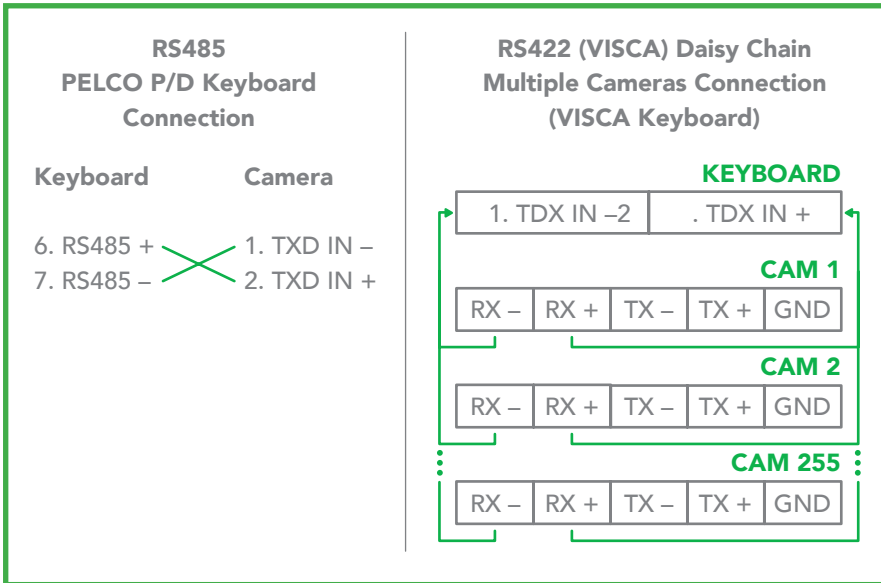 RS485
PELCO P/D Keyboard
Connection
Keyboard Camera
6. RS485 + 1. TXD IN –
7. RS485 – 2. TXD IN +
RS422 (VISCA) Daisy Chain
Multiple Cameras Connection
(VISCA Keyboard)
KEYBOARD
1. TDX IN –2 . TDX IN +
CAM 1
RX – RX + TX – TX + GND
CAM 2
RX – RX + TX – TX + GND
CAM 255
RX – RX + TX – TX + GND